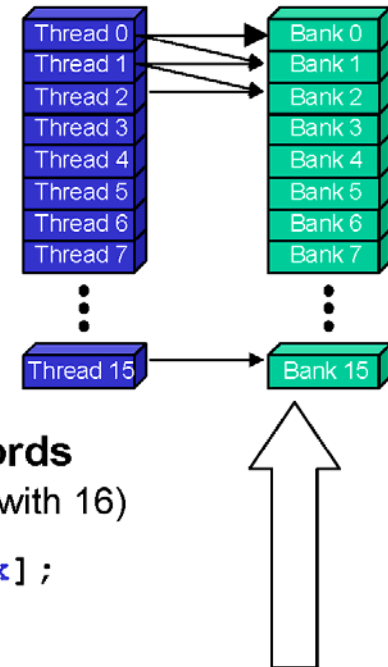 Thread 0
Thread 1
Thread 2
Thread 3
Thread 4
Thread 5
Thread 6
Thread 7
Thread 15
Bank 0
Bank 1
Bank 2
Bank 3
Bank 4
Bank 5
Bank 6
Bank 7
Bank 15
with 16)
];